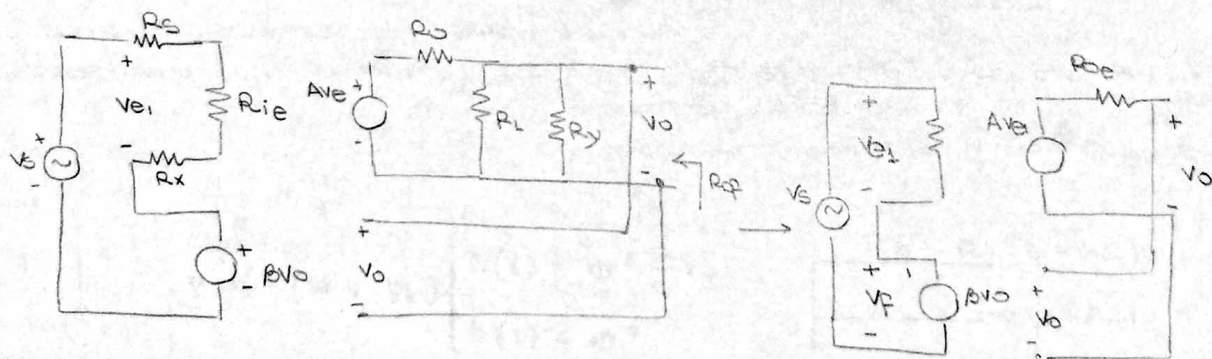 Rs
Ro
Roe
+
+
Ave
+
+
+
Ave1
+
Ve1
Rie
RL
Ry
Vo
Ve1
Vo
Vs
+
-
-
Rx
-
-
Rof
Vs
-
-
+
βVo
-
+
Vo
-
+
VF
-
βVo
+
Vo
-